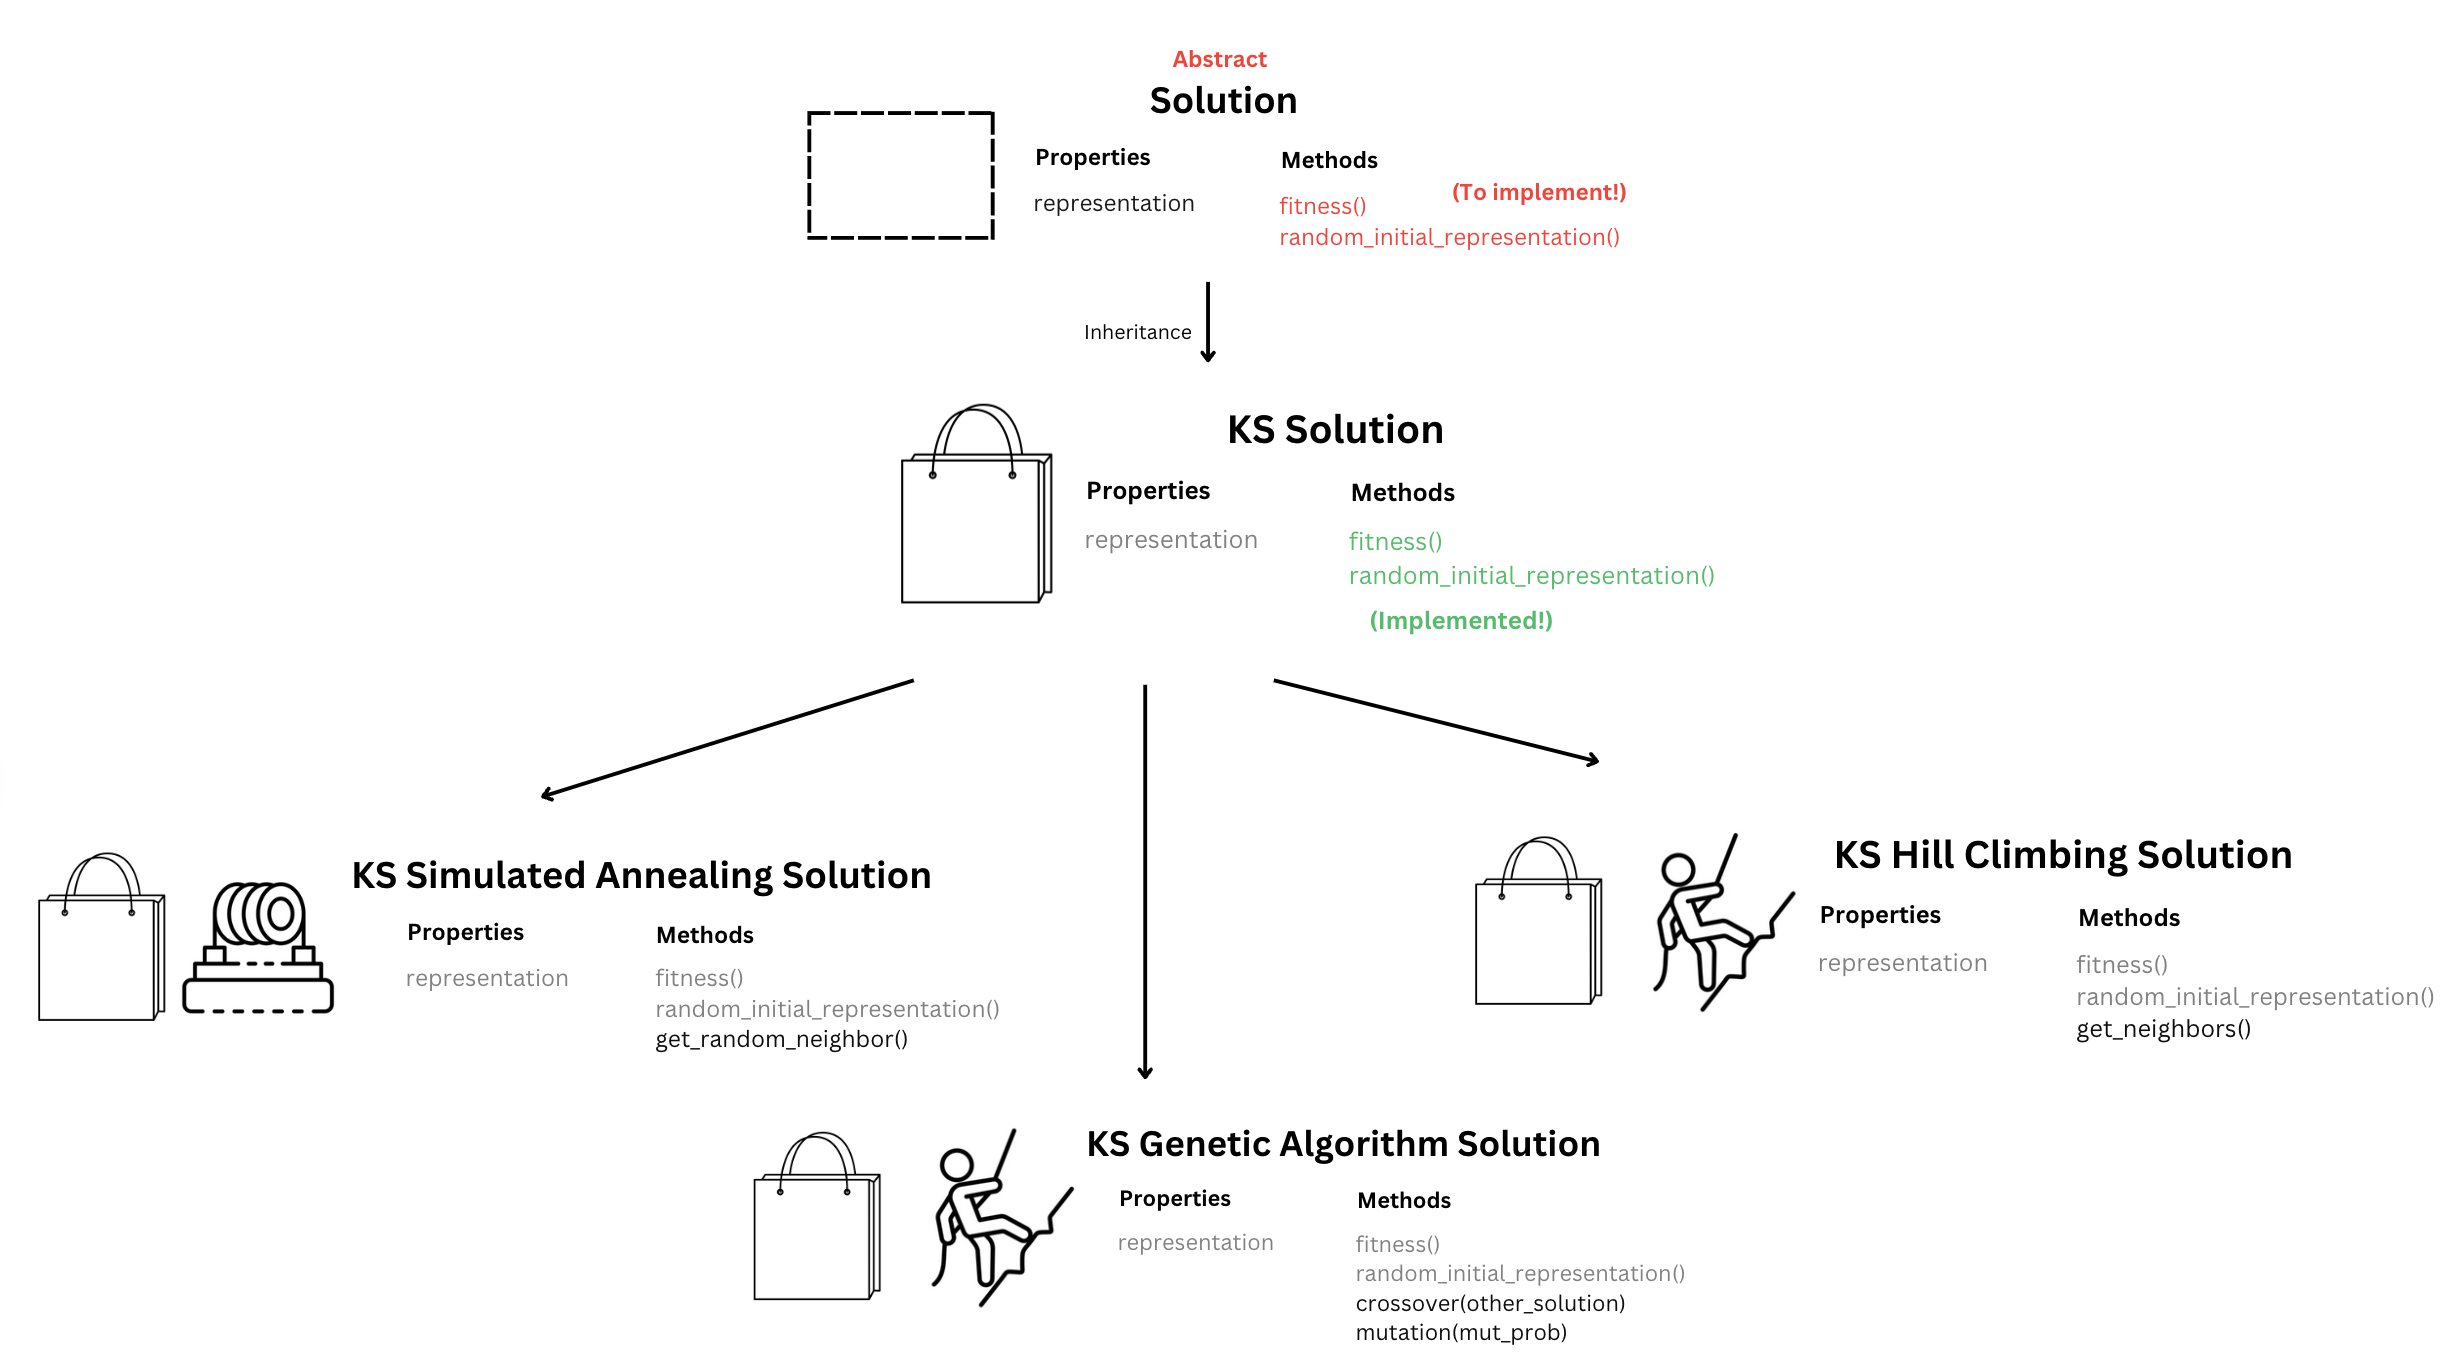 Abstract
Solution
Properties
Methods
representation
(To implement!)
fitness()
random_initial_representation()
Inheritance
KS Solution
Properties
Methods
representation
fitness()
random_initial_representation()
(Implemented!)
KS Simulated Annealing Solution
Properties
Methods
representation
fitness()
random_initial_representation()
get_random_neighbor()
KS Hill Climbing Solution
Properties
Methods
representation
fitness()
random_initial_representation()
get_neighbors()
KS Genetic Algorithm Solution
Properties
Methods
representation
fitness()
random_initial_representation()
crossover(other_solution)
mutation(mut_prob)